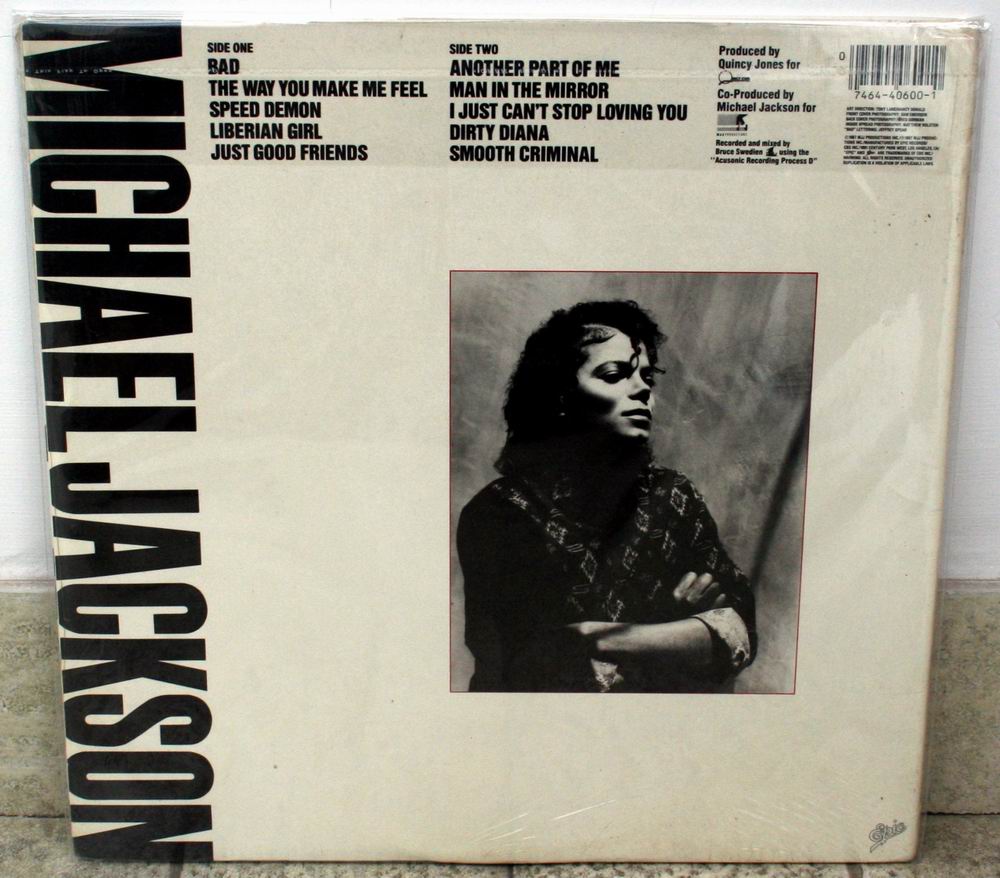 MICHAEL JACKSON
SIDE ONE
BAD
THE WAY YOU MAKE ME FEEL
SPEED DEMON
LIBERIAN GIRL
JUST GOOD FRIENDS
SIDE TWO
ANOTHER PART OF ME
MAN IN THE MIRROR
I JUST CAN'T STOP LOVING YOU
DIRTY DIANA
SMOOTH CRIMINAL
Produced by
Quincy Jones for
Co-Produced by
Michael Jackson for
Recorded and mixed by
Bruce Swedien using the
"Acusonic Recording Process D"
0
7464-40600-1
Epic